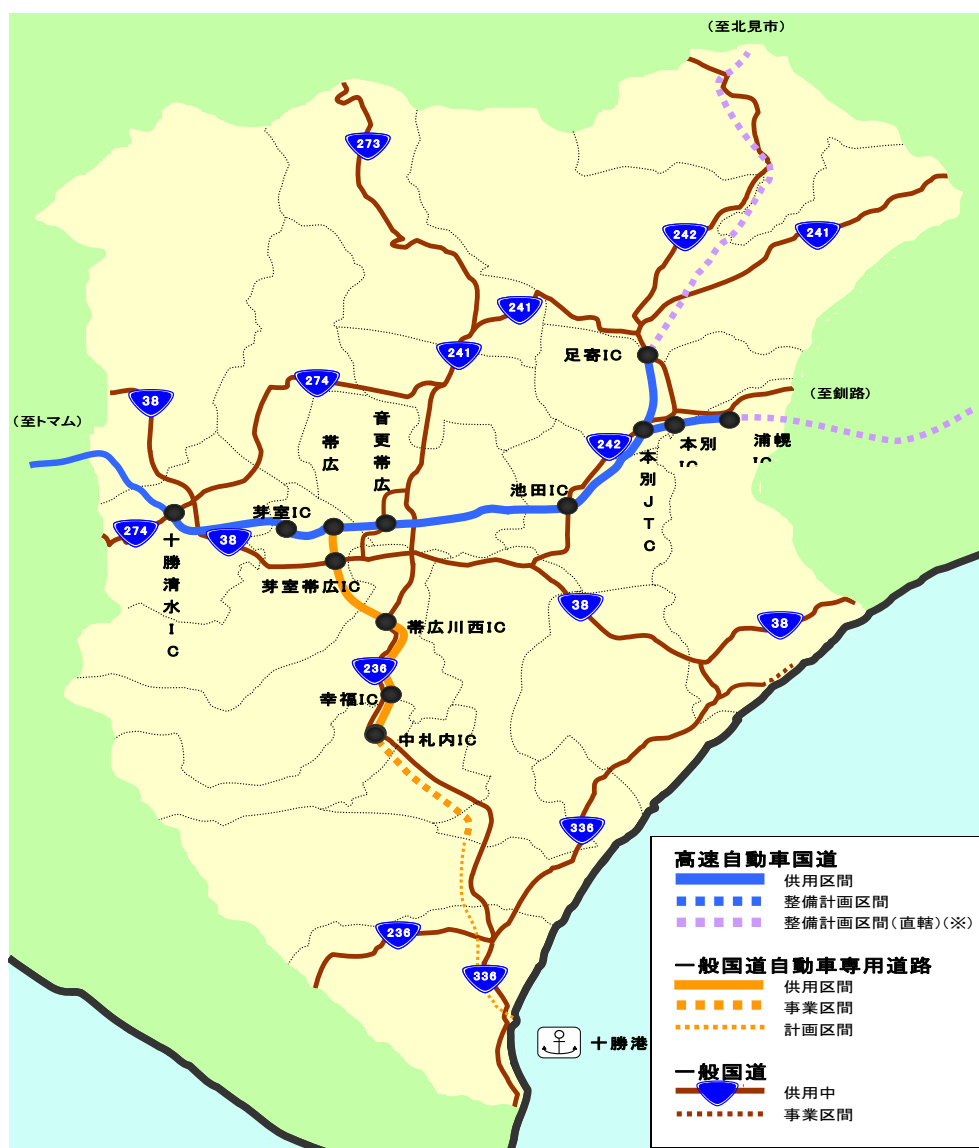 (至北見市)
273
242
241
241
足寄IC
241
274
38
(至釧路)
(至トマム)
音更帯広
帯広
242
本別
IC
浦幌
IC
本別JTC
池田IC
芽室IC
274
38
十勝清水IC
芽室帯広IC
38
38
帯広川西IC
236
幸福IC
中札内IC
336
236
336
十勝港
高速自動車国道
供用区間
整備計画区間
整備計画区間(直轄)(※)
一般国道自動車専用道路
供用区間
事業区間
計画区間
一般国道
供用中
事業区間